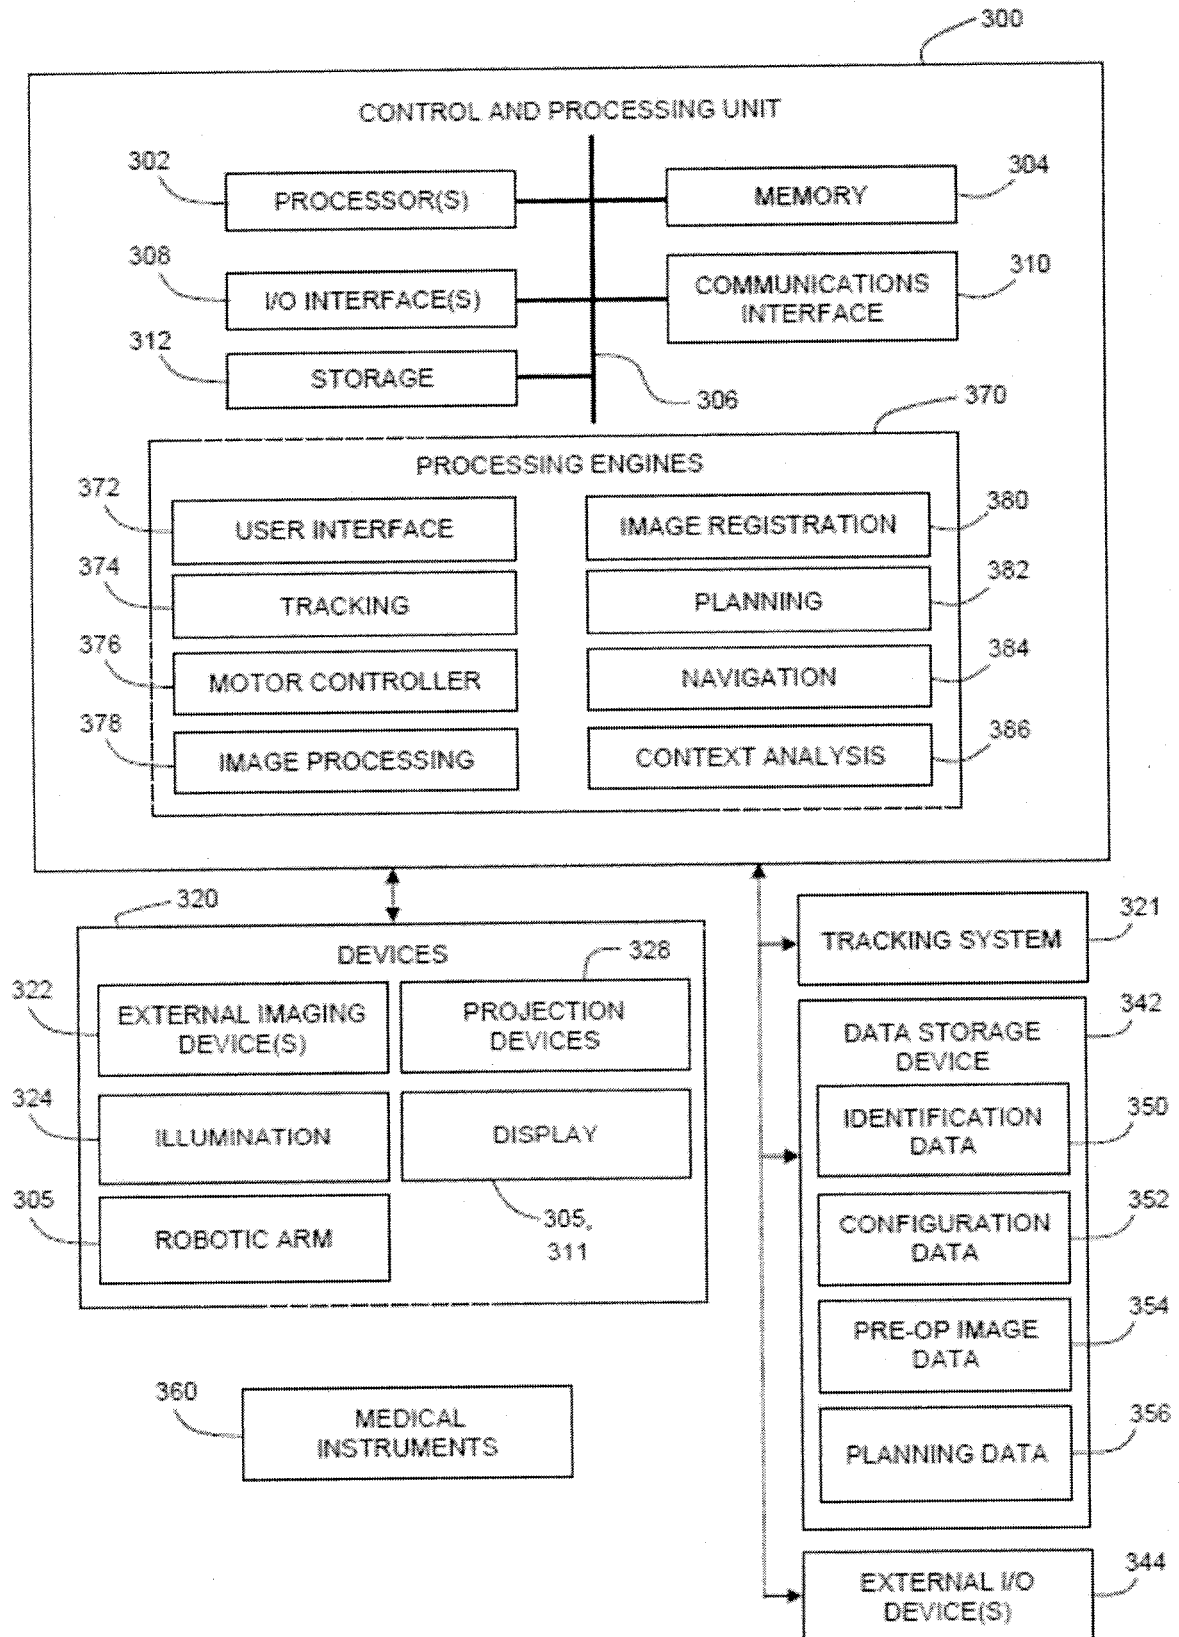 300
CONTROL AND PROCESSING UNIT
302
PROCESSOR(S)
304
MEMORY
308
I/O INTERFACE(S)
310
COMMUNICATIONS
INTERFACE
312
STORAGE
306
370
PROCESSING ENGINES
372
USER INTERFACE
380
IMAGE REGISTRATION
374
TRACKING
382
PLANNING
376
MOTOR CONTROLLER
384
NAVIGATION
378
IMAGE PROCESSING
386
CONTEXT ANALYSIS
320
DEVICES
328
322
EXTERNAL IMAGING
DEVICE(S)
PROJECTION
DEVICES
324
ILLUMINATION
DISPLAY
305
ROBOTIC ARM
305,
311
360
MEDICAL
INSTRUMENTS
321
TRACKING SYSTEM
342
DATA STORAGE
DEVICE
350
IDENTIFICATION
DATA
352
CONFIGURATION
DATA
354
PRE-OP IMAGE
DATA
356
PLANNING DATA
344
EXTERNAL I/O
DEVICE(S)